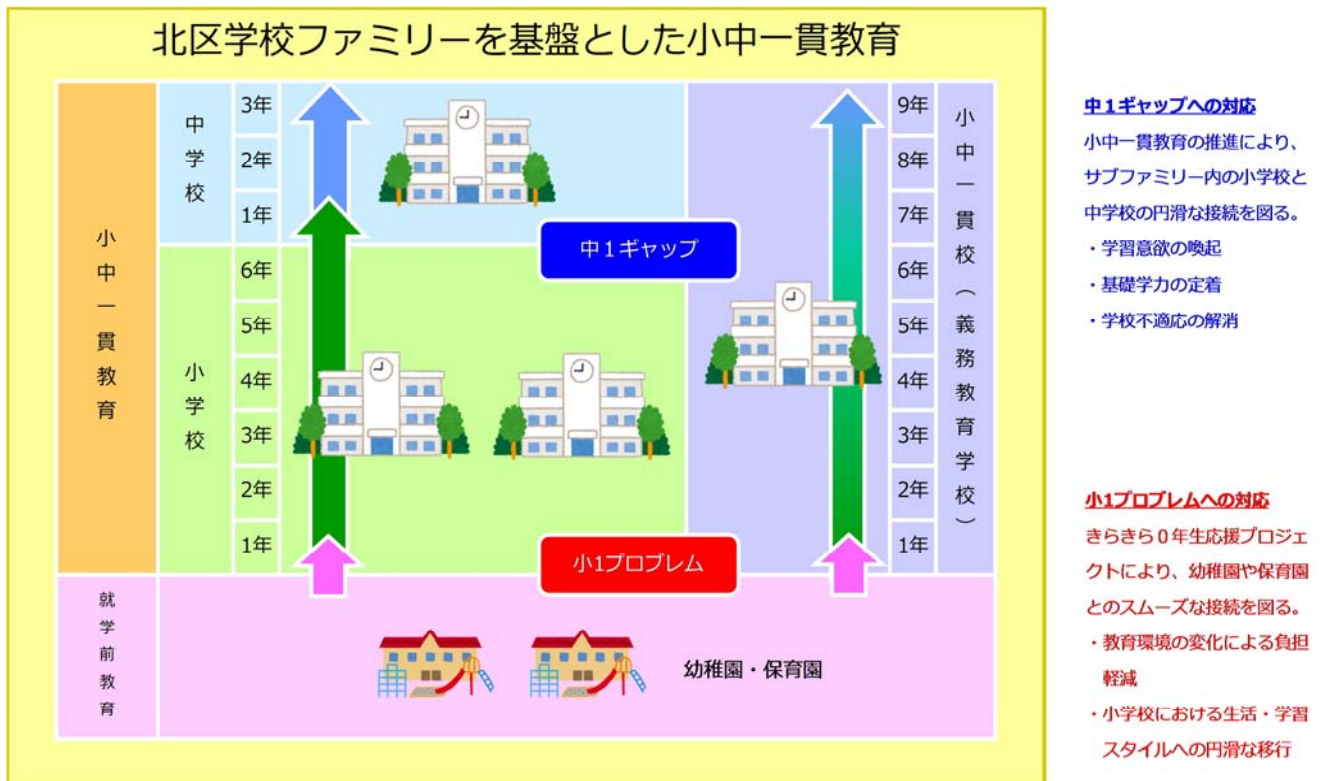 北区学校ファミリーを基盤とした小中一貫教育
小中一貫教育
中学校
3年
2年
1年
小学校
6年
5年
4年
3年
2年
1年
中1ギャップ
小1プロブレム
9年
8年
7年
6年
5年
4年
3年
2年
1年
小中一貫校（義務教育学校）
就学前教育
幼稚園・保育園
中１ギャップへの対応
小中一貫教育の推進により、
サブファミリー内の小学校と
中学校の円滑な接続を図る。
・学習意欲の喚起
・基礎学力の定着
・学校不適応の解消
小1プロブレムへの対応
きらきら０年生応援プロジェ
クトにより、幼稚園や保育園
とのスムーズな接続を図る。
・教育環境の変化による負担
軽減
・小学校における生活・学習
スタイルへの円滑な移行